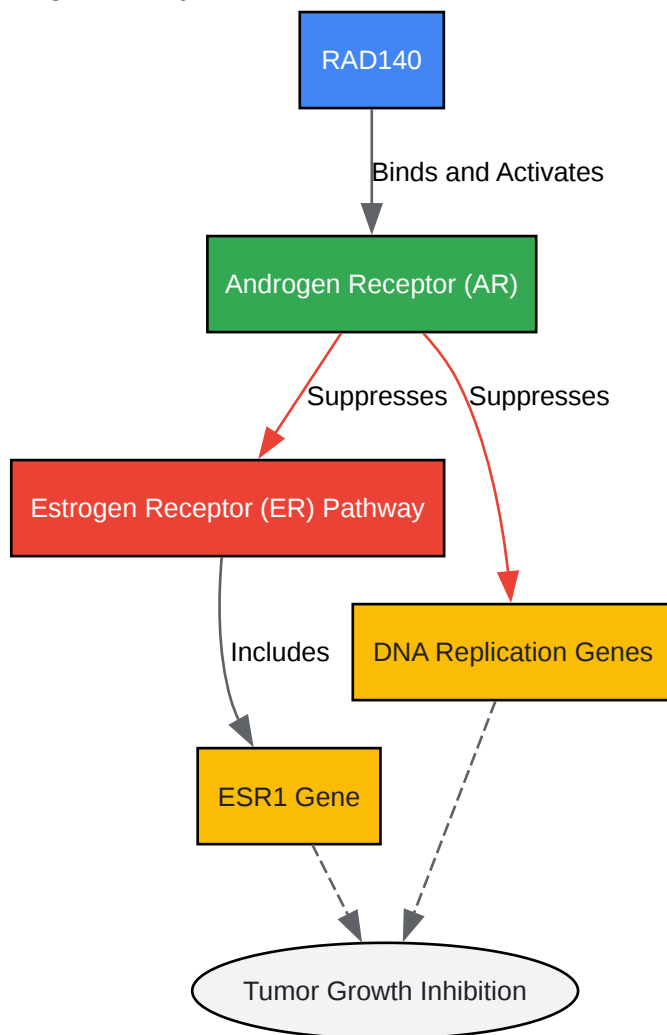 RAD140
Binds and Activates
Androgen Receptor (AR)
Suppresses
Suppresses
Estrogen Receptor (ER) Pathway
Includes
DNA Replication Genes
ESR1 Gene
Tumor Growth Inhibition